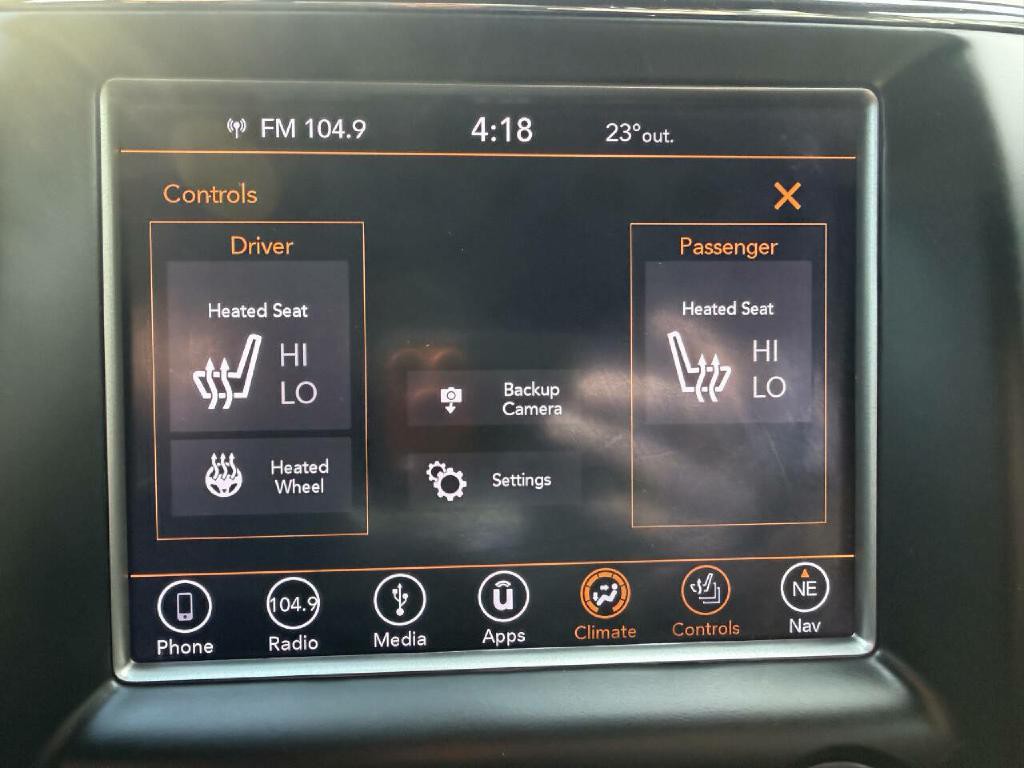 FM 104.9 4:18 23°out.
Controls
Driver
Passenger
Heated Seat
HI
LO
Heated Seat
HI
LO
Backup
Camera
Heated
Wheel
Settings
104.9
u
NE
Phone Radio Media Apps Climate Controls Nav